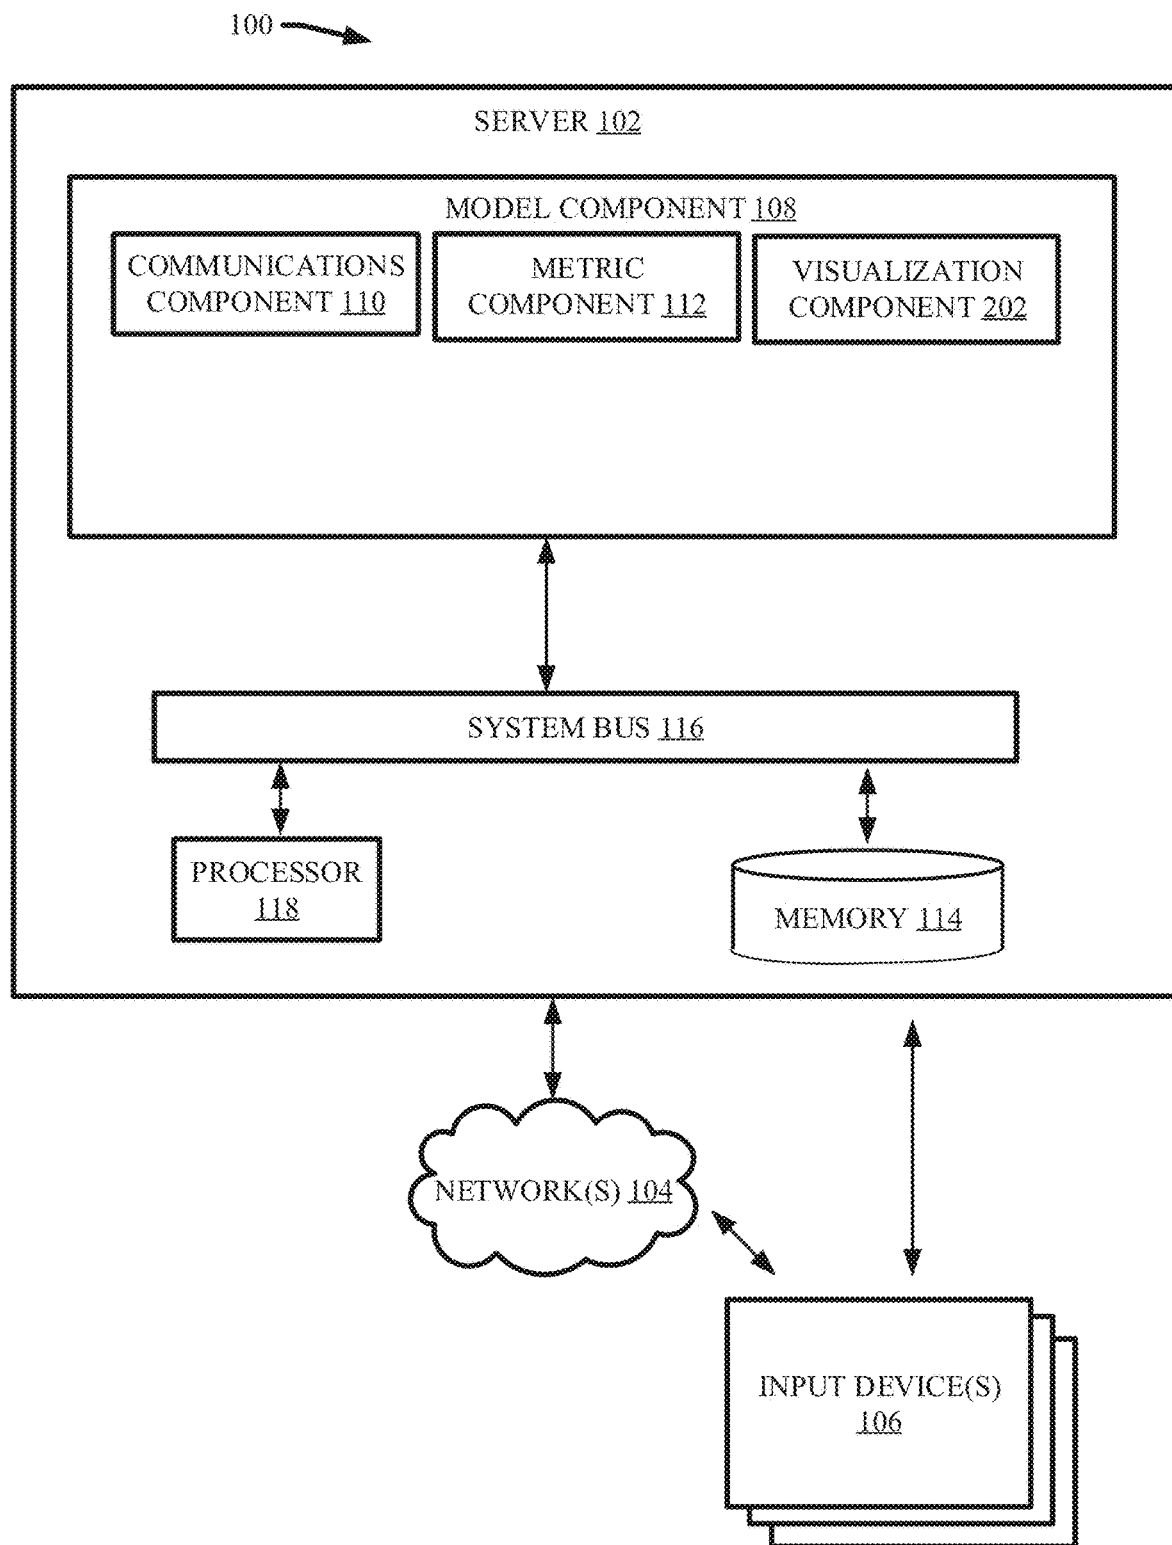 100
SERVER 102
MODEL COMPONENT 108
COMMUNICATIONS
COMPONENT 110
METRIC
COMPONENT 112
VISUALIZATION
COMPONENT 202
SYSTEM BUS 116
PROCESSOR
118
MEMORY 114
NETWORK(S) 104
INPUT DEVICE(S)
106